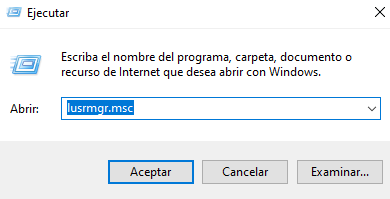 Ejecutar
Escriba el nombre del programa, carpeta, documento o
recurso de Internet que desea abrir con Windows.
Abrir: lusrmgr.msc
Aceptar Cancelar Examinar...